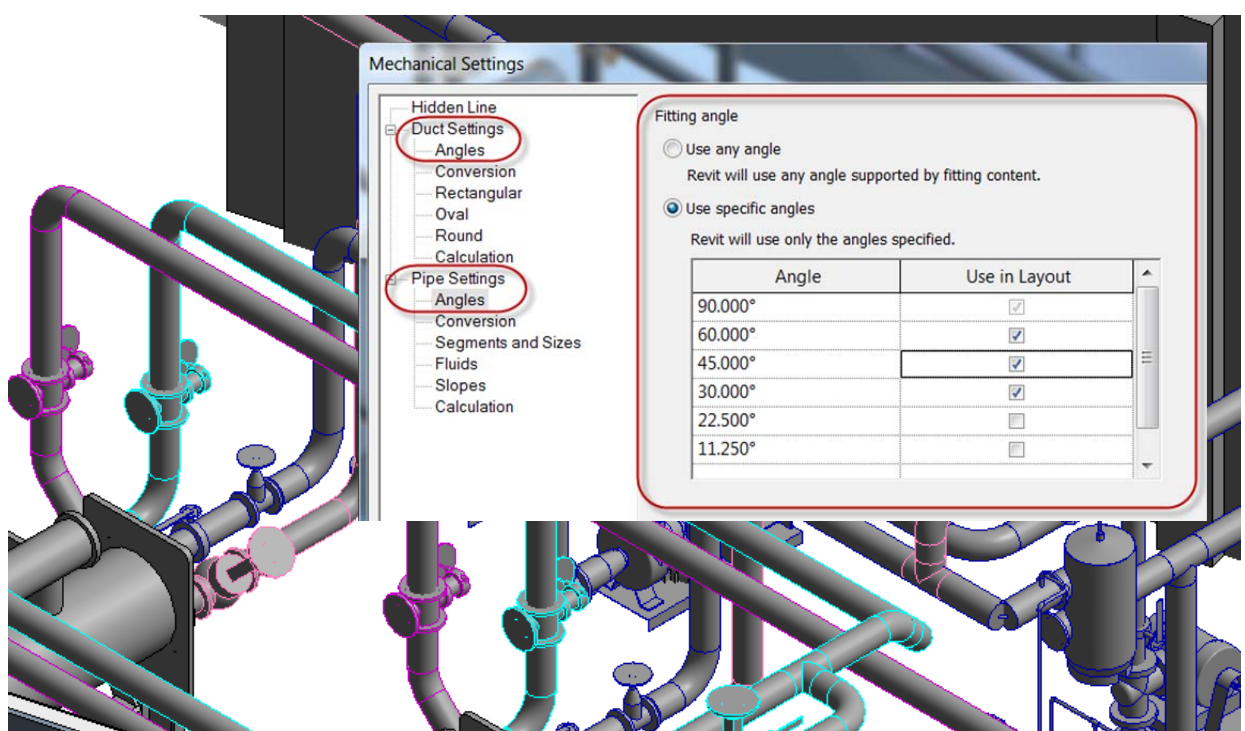 Mechanical Settings
Hidden Line
Duct Settings
Angles
Conversion
Rectangular
Oval
Round
Calculation
Pipe Settings
Angles
Conversion
Segments and Sizes
Fluids
Slopes
Calculation
Fitting angle
Use any angle
Revit will use any angle supported by fitting content.
Use specific angles
Revit will use only the angles specified.
Angle Use in Layout
90.000°
60.000°
45.000°
30.000°
22.500°
11.250°